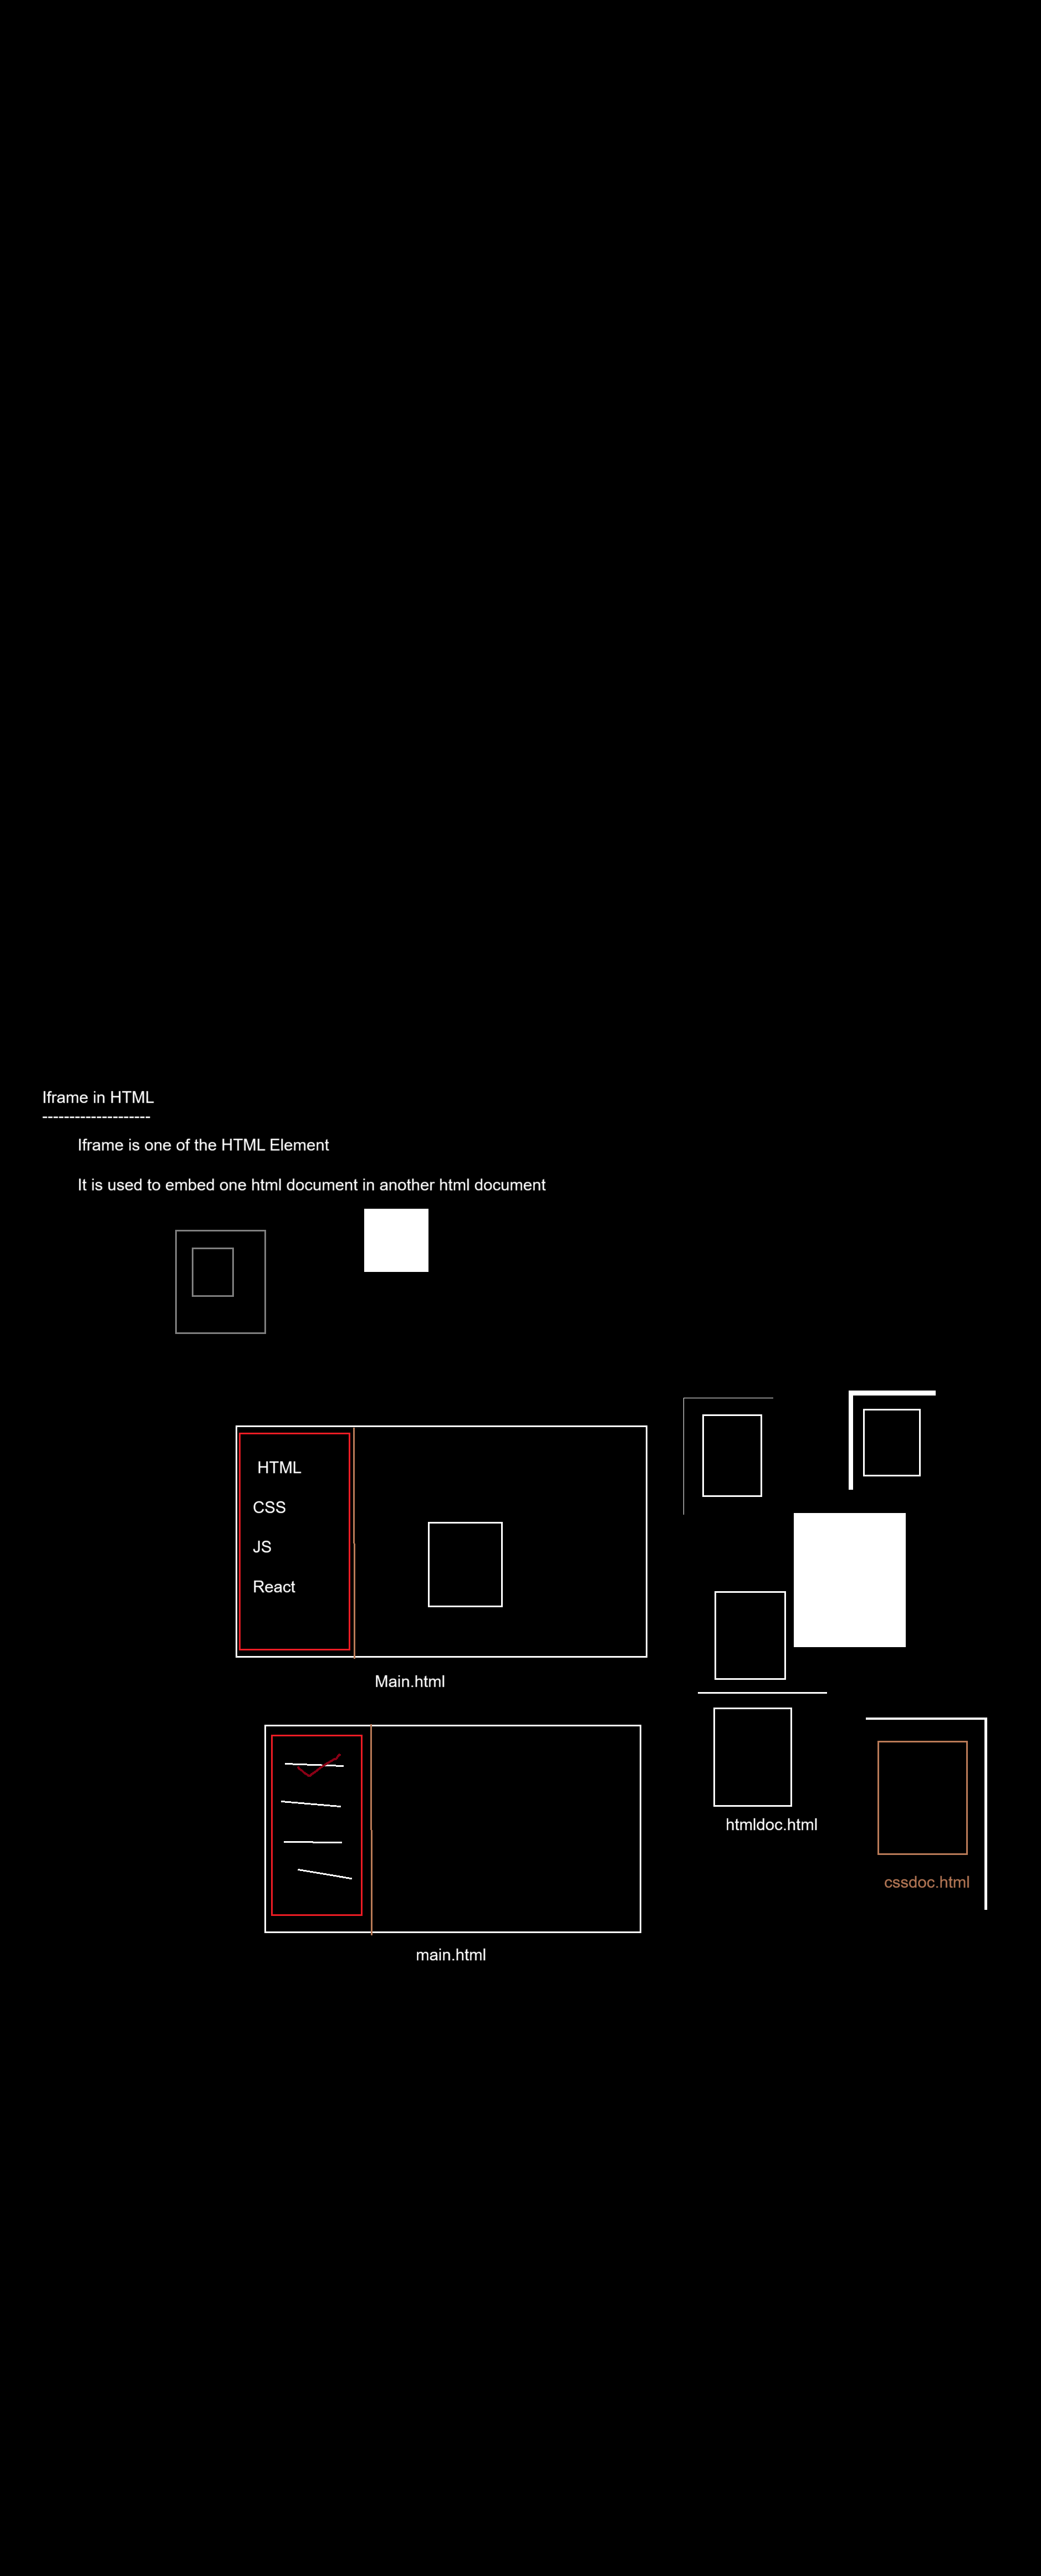 Iframe in HTML
--------------------
Iframe is one of the HTML Element
It is used to embed one html document in another html document
HTML
CSS
JS
React
Main.html
htmldoc.html
cssdoc.html
main.html